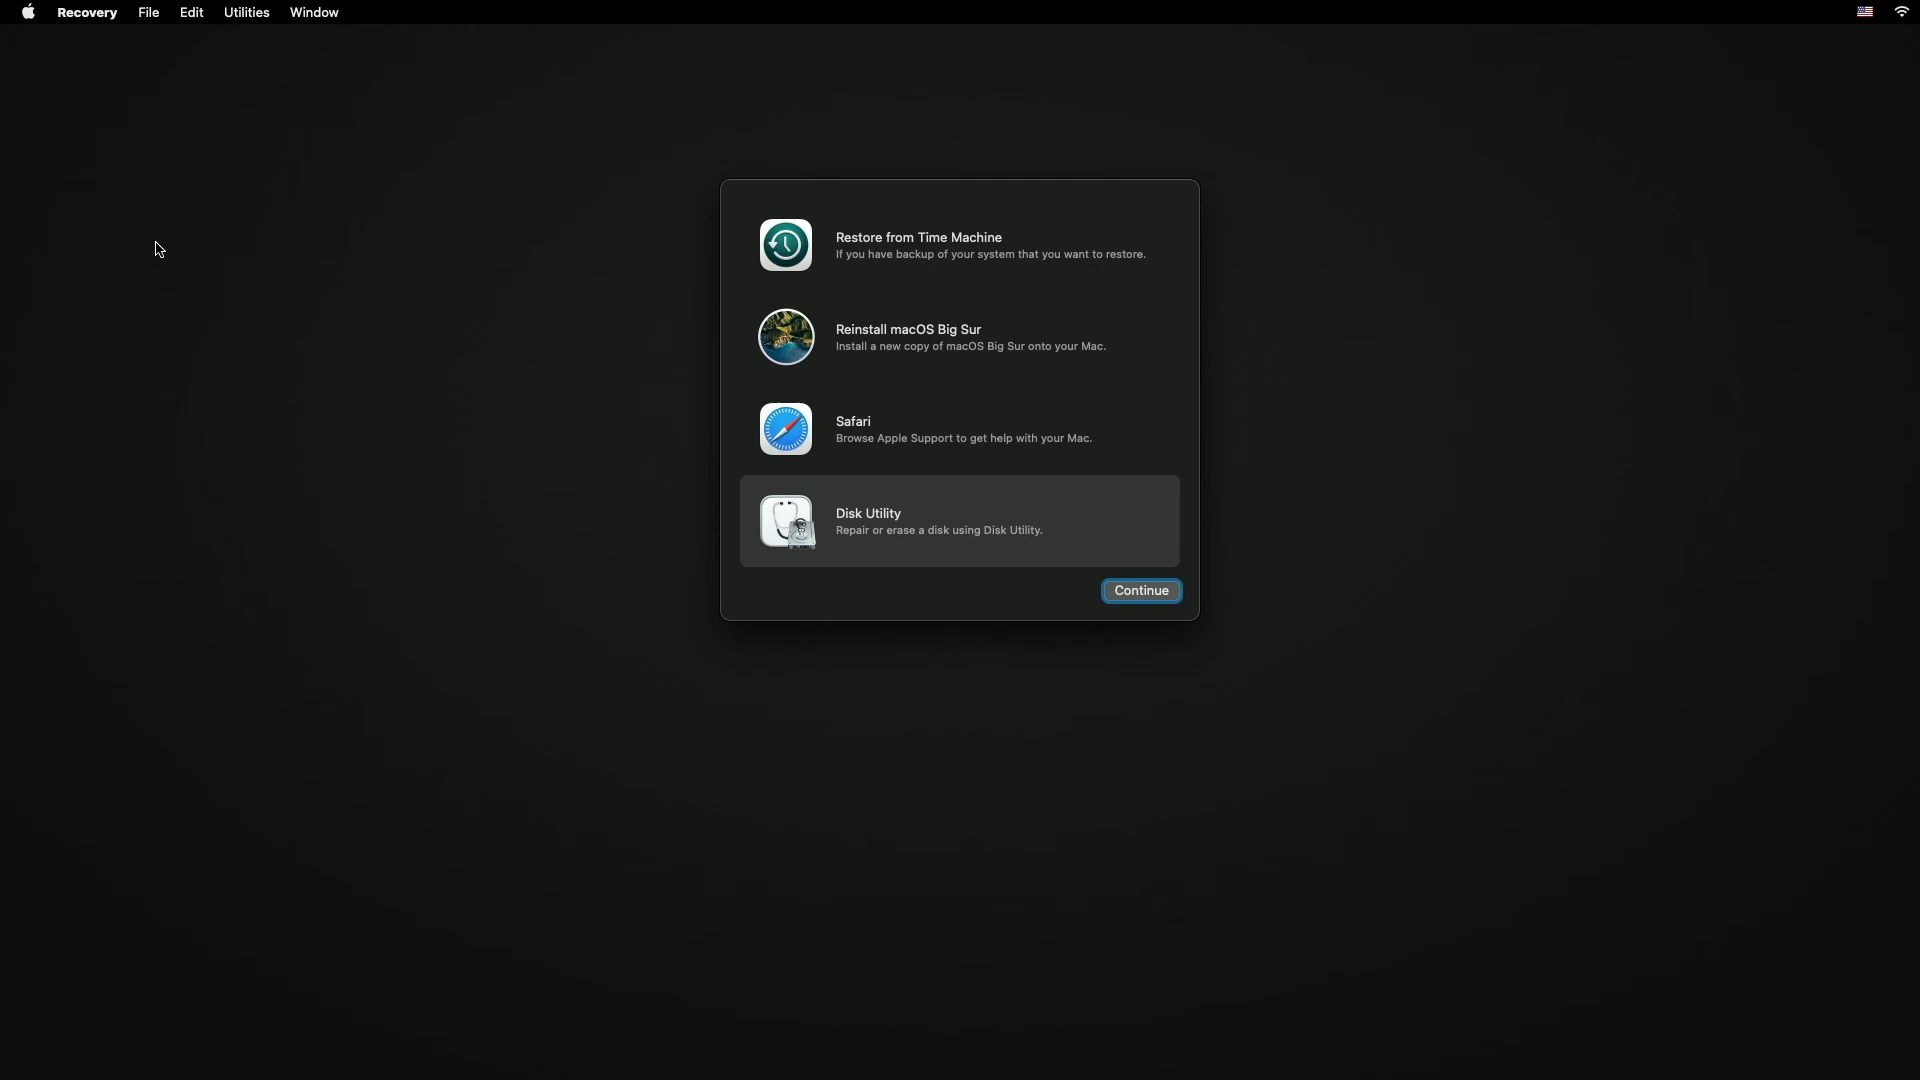 Recovery File Edit Utilities Window
Restore from Time Machine
If you have backup of your system that you want to restore.
Reinstall macOS Big Sur
Install a new copy of macOS Big Sur onto your Mac.
Safari
Browse Apple Support to get help with your Mac.
Disk Utility
Repair or erase a disk using Disk Utility.
Continue